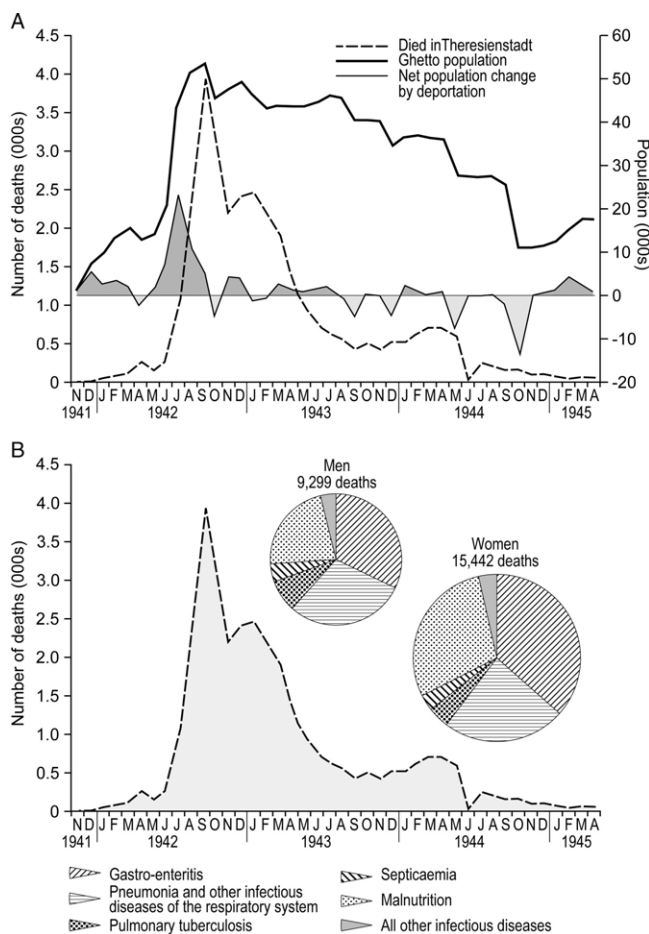 A
Number of deaths (000s)
4.5
4.0
3.5
3.0
2.5
2.0
1.5
1.0
0.5
0
Died inTheresienstadt
Ghetto population
Net population change
by deportation
60
50
40
30
20
10
0
-10
-20
Population (000s)
N D J F M A M J J A S O N D J F M A M J J A S O N D J F M A M J J A S O N D J F M A
1941 1942 1943 1944 1945
B
Number of deaths (000s)
4.5
4.0
3.5
3.0
2.5
2.0
1.5
1.0
0.5
0
Men
9,299 deaths
Women
15,442 deaths
N D J F M A M J J A S O N D J F M A M J J A S O N D J F M A M J J A S O N D J F M A
1941 1942 1943 1944 1945
Gastro-enteritis
Pneumonia and other infectious
diseases of the respiratory system
Pulmonary tuberculosis
Septicaemia
Malnutrition
All other infectious diseases